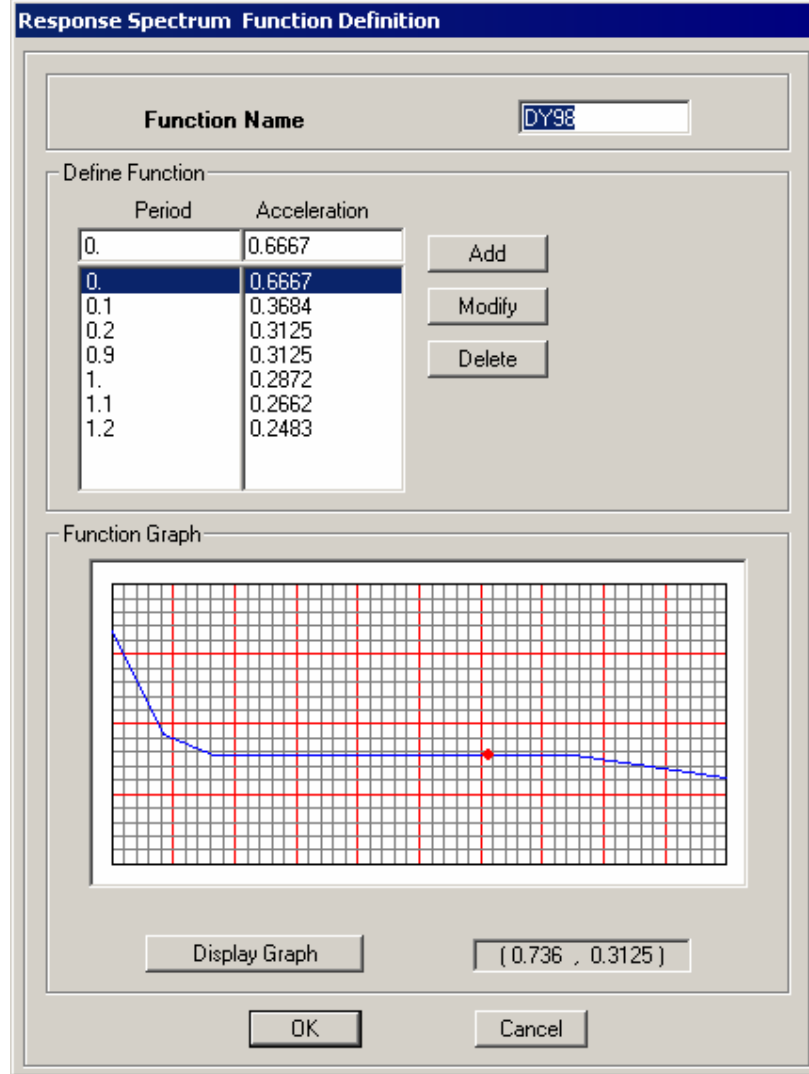 Response Spectrum Function Definition
Function Name DY98
Define Function
Period Acceleration
0. 0.6667 Add
0. 0.6667
0.1 0.3684 Modify
0.2 0.3125
0.9 0.3125 Delete
1. 0.2872
1.1 0.2662
1.2 0.2483
Function Graph
Display Graph ( 0.736 , 0.3125 )
OK Cancel